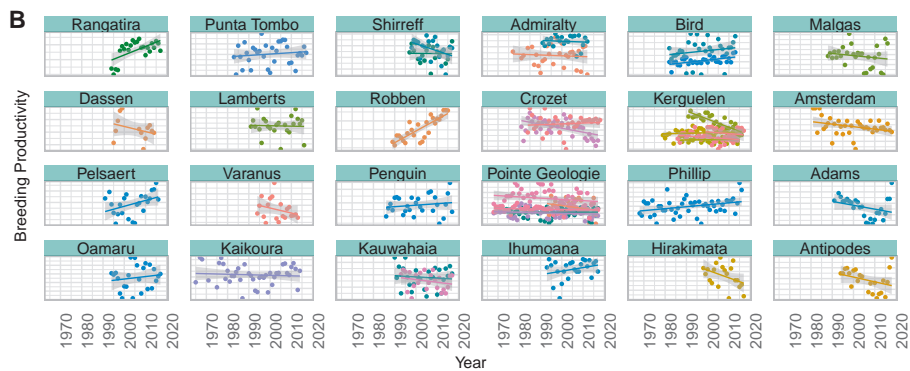 B
Rangatira Punta Tombo Shirreff Admiralty Bird Malgas
Dassen Lamberts Robben Crozet Kerguelen Amsterdam
Pelsaert Varanus Penguin Pointe Geologie Phillip Adams
Oamaru Kaikoura Kauwahaia Ihumoana Hirakimata Antipodes
Breeding Productivity
1970 1980 1990 2000 2010 2020 1970 1980 1990 2000 2010 2020 1970 1980 1990 2000 2010 2020 1970 1980 1990 2000 2010 2020 1970 1980 1990 2000 2010 2020 1970 1980 1990 2000 2010 2020
Year